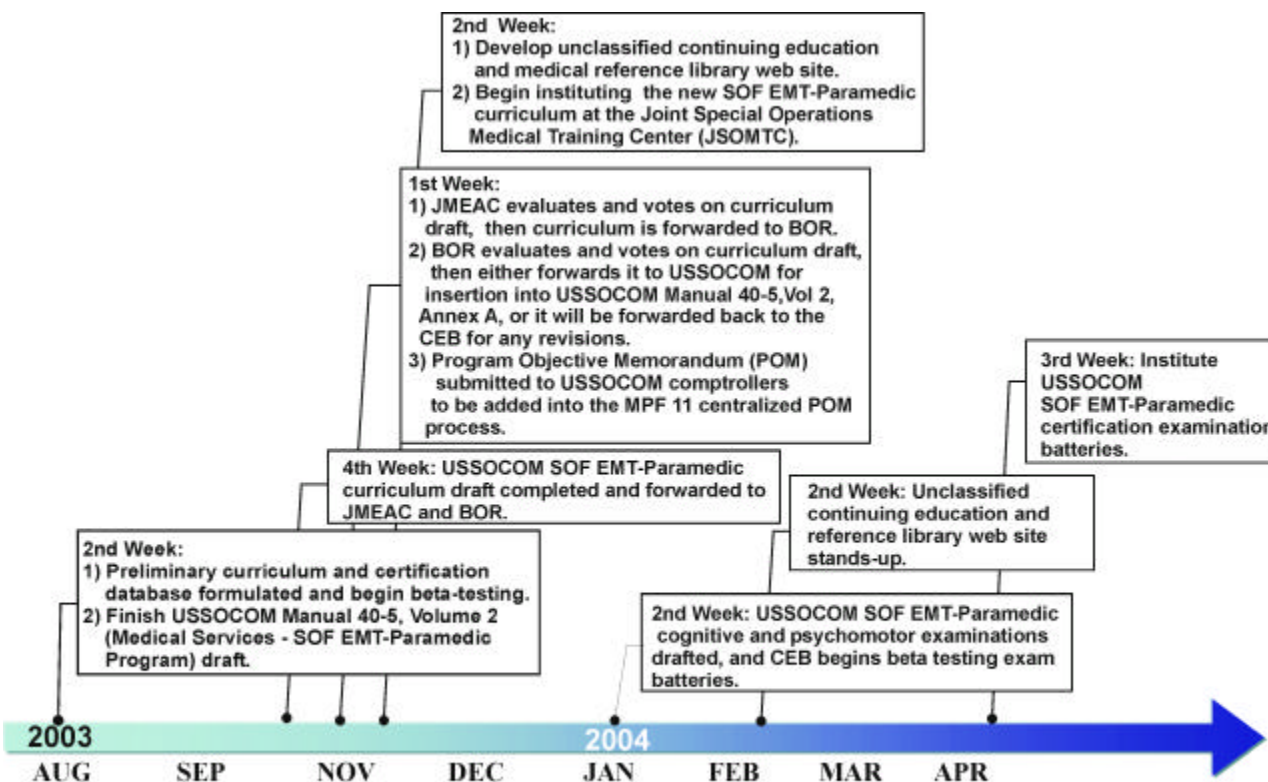 2nd Week:
1) Develop unclassified continuing education
and medical reference library web site.
2) Begin instituting the new SOF EMT-Paramedic
curriculum at the Joint Special Operations
Medical Training Center (JSOMTC).
1st Week:
1) JMEAC evaluates and votes on curriculum
draft, then curriculum is forwarded to BOR.
2) BOR evaluates and votes on curriculum draft,
then either forwards it to USSOCOM for
insertion into USSOCOM Manual 40-5,Vol 2,
Annex A, or it will be forwarded back to the
CEB for any revisions.
3) Program Objective Memorandum (POM)
submitted to USSOCOM comptrollers
to be added into the MPF 11 centralized POM
process.
3rd Week: Institute
USSOCOM
SOF EMT-Paramedic
certification examination
batteries.
4th Week: USSOCOM SOF EMT-Paramedic
curriculum draft completed and forwarded to
JMEAC and BOR.
2nd Week: Unclassified
continuing education and
reference library web site
stands-up.
2nd Week:
1) Preliminary curriculum and certification
database formulated and begin beta-testing.
2) Finish USSOCOM Manual 40-5, Volume 2
(Medical Services - SOF EMT-Paramedic
Program) draft.
2nd Week: USSOCOM SOF EMT-Paramedic
cognitive and psychomotor examinations
drafted, and CEB begins beta testing exam
batteries.
2003 2004
AUG SEP NOV DEC JAN FEB MAR APR